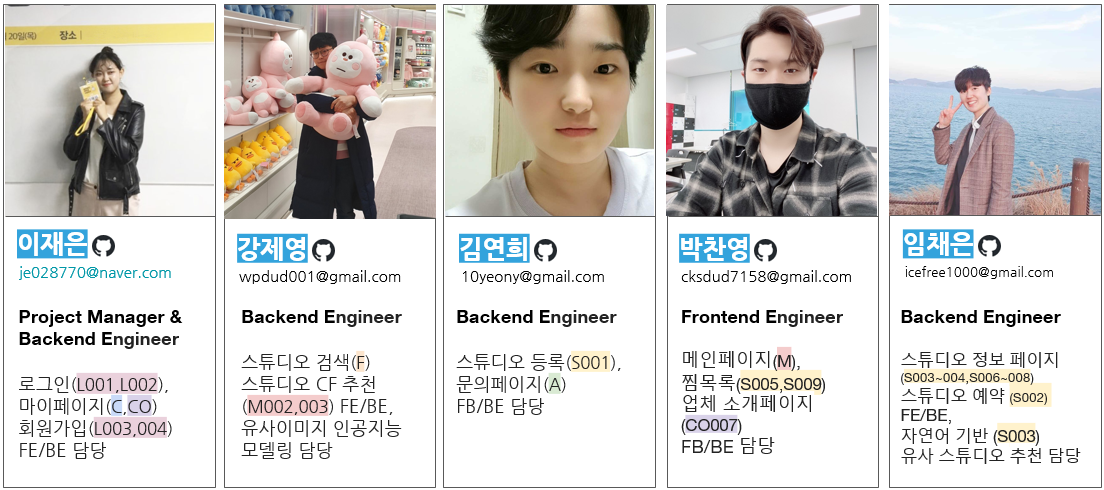 20일(목) 장소
이재은
je028770@naver.com
Project Manager &
Backend Engineer
로그인(L001,L002),
마이페이지(C,CO)
회원가입(L003,004)
FE/BE 담당
강제영
wpdud001@gmail.com
Backend Engineer
스튜디오 검색(F)
스튜디오 CF 추천
(M002,003) FE/BE,
유사이미지 인공지능
모델링 담당
김연희
10yeony@gmail.com
Backend Engineer
스튜디오 등록(S001),
문의페이지(A)
FB/BE 담당
박찬영
cksdud7158@gmail.com
Frontend Engineer
메인페이지(M),
찜목록(S005,S009)
업체 소개페이지
(CO007)
FB/BE 담당
임채은
icefree1000@gmail.com
Backend Engineer
스튜디오 정보 페이지
(S003~004,S006~008)
스튜디오 예약 (S002)
FE/BE,
자연어 기반 (S003)
유사 스튜디오 추천 담당